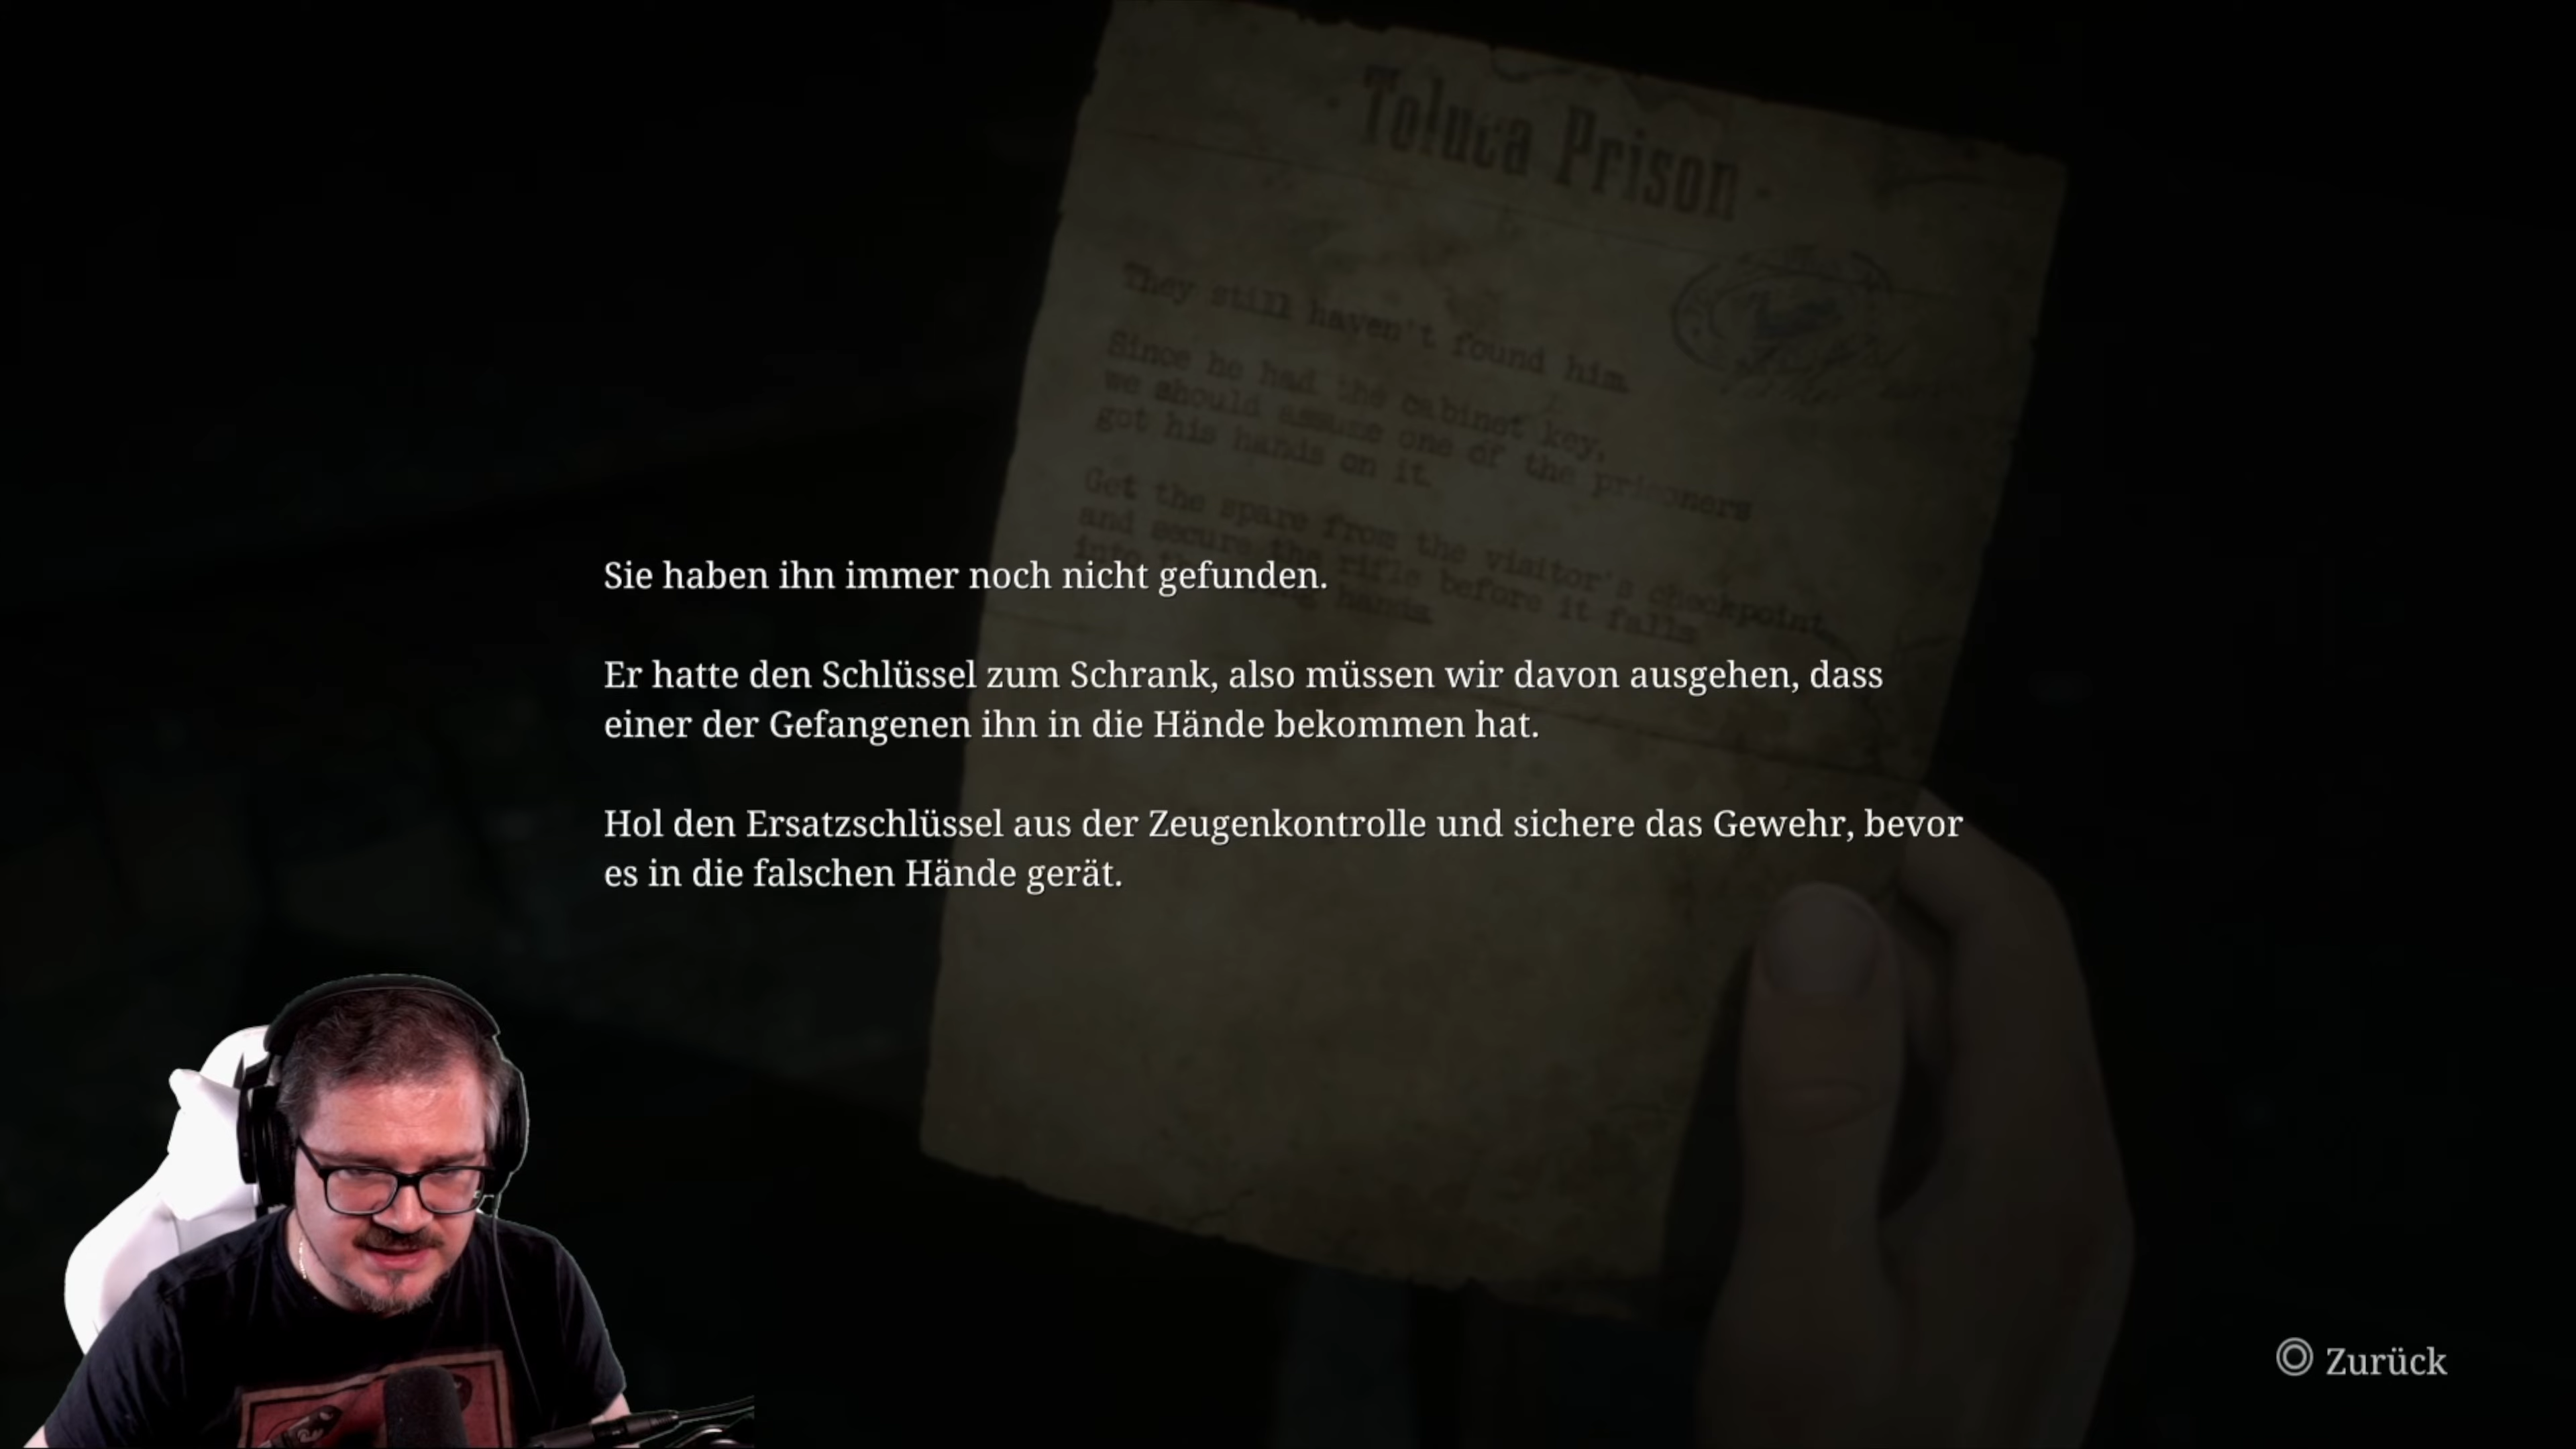 - Toluca Prison -
They still haven't found him.
Since he had the cabinet key,
we should assume one of the prisoners
got his hands on it.
Get the spare from the visitor's checkpoint
and secure the rifle before it falls
hands.
Sie haben ihn immer noch nicht gefunden.
Er hatte den Schlüssel zum Schrank, also müssen wir davon ausgehen, dass
einer der Gefangenen ihn in die Hände bekommen hat.
Hol den Ersatzschlüssel aus der Zeugenkontrolle und sichere das Gewehr, bevor
es in die falschen Hände gerät.
Zurück